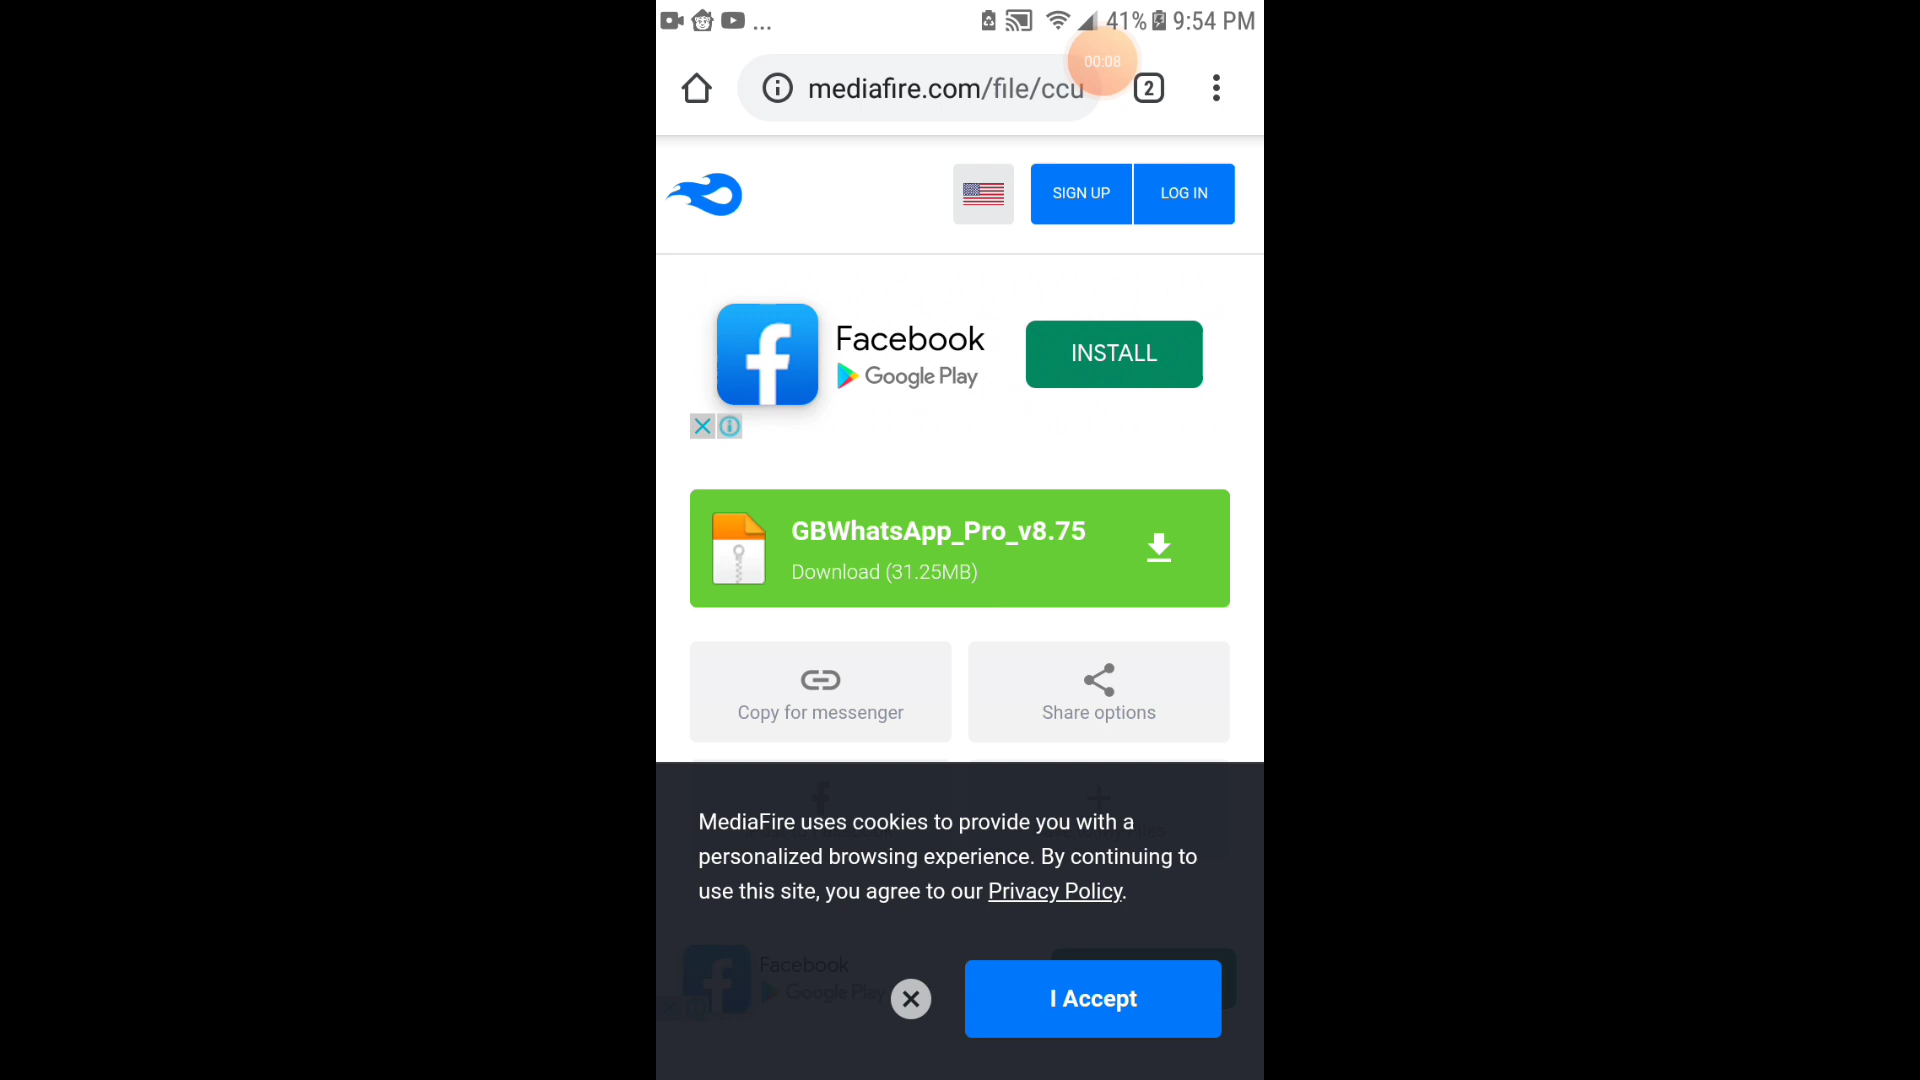 ... 41% 9:54 PM
00:08
mediafire.com/file/ccu 2
SIGN UP LOG IN
Facebook
Google Play
INSTALL
GBWhatsApp_Pro_v8.75
Download (31.25MB)
Copy for messenger
Share options
MediaFire uses cookies to provide you with a
personalized browsing experience. By continuing to
use this site, you agree to our Privacy Policy.
Facebook
Google Play
I Accept